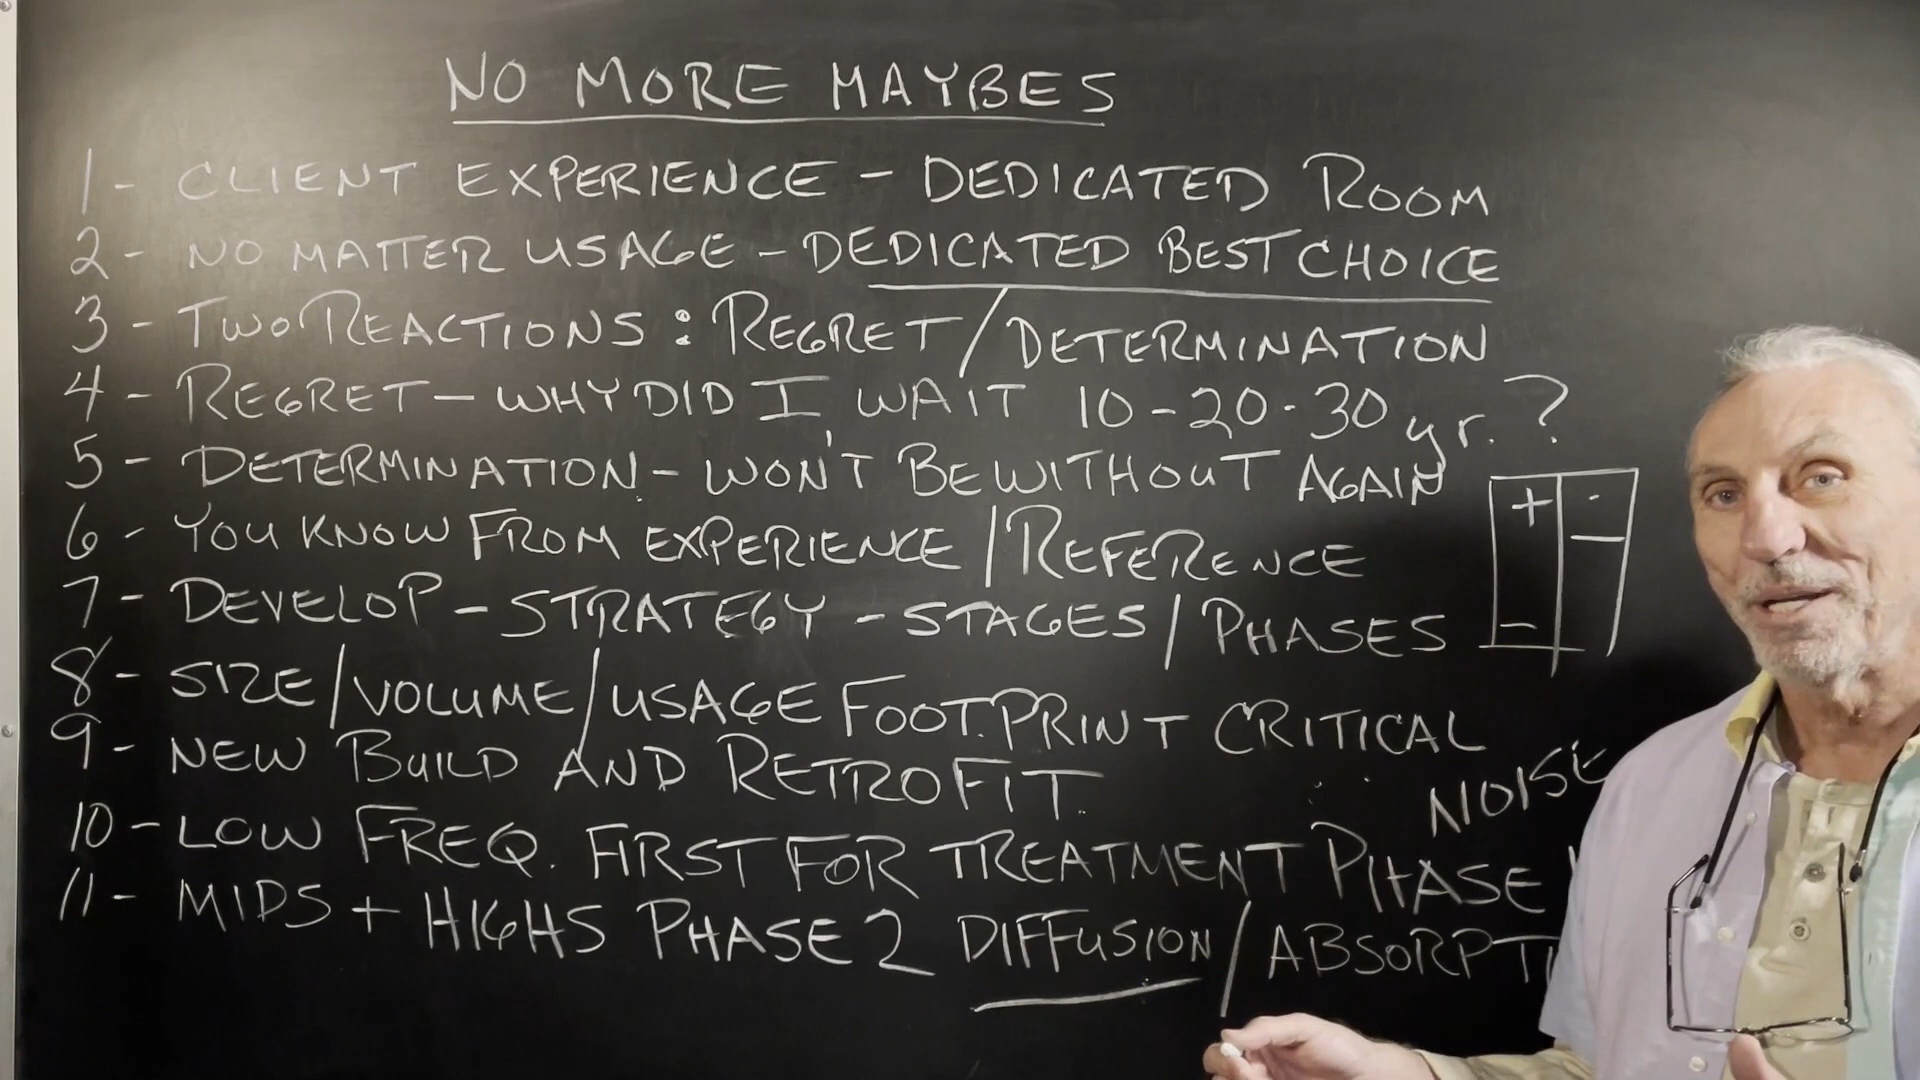 NO MORE MAYBES
1 - CLIENT EXPERIENCE - DEDICATED ROOM
2 - NO MATTER USAGE - DEDICATED BEST CHOICE
3 - TWO REACTIONS : REGRET / DETERMINATION
4 - REGRET - WHY DID I WAIT 10-20-30 yr. ?
5 - DETERMINATION - WON'T BE WITHOUT AGAIN
+ -
-
6 - YOU KNOW FROM EXPERIENCE / REFERENCE
7 - DEVELOP - STRATEGY - STAGES / PHASES
8 - SIZE / VOLUME / USAGE FOOTPRINT CRITICAL
9 - NEW BUILD AND RETROFIT.
NOISE
10 - LOW FREQ. FIRST FOR TREATMENT PHASE
11 - MIDS + HIGHS PHASE 2 DIFFUSION /